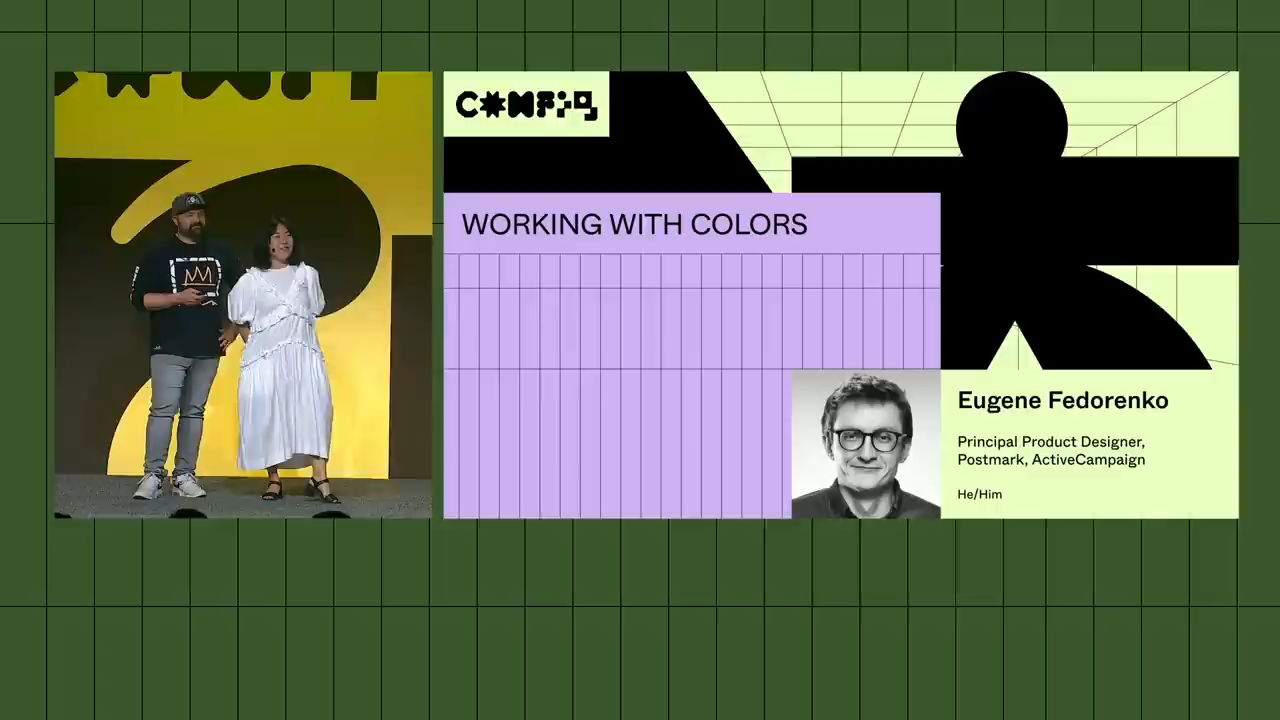 CONFIG
WORKING WITH COLORS
Eugene Fedorenko
Principal Product Designer,
Postmark, ActiveCampaign
He/Him